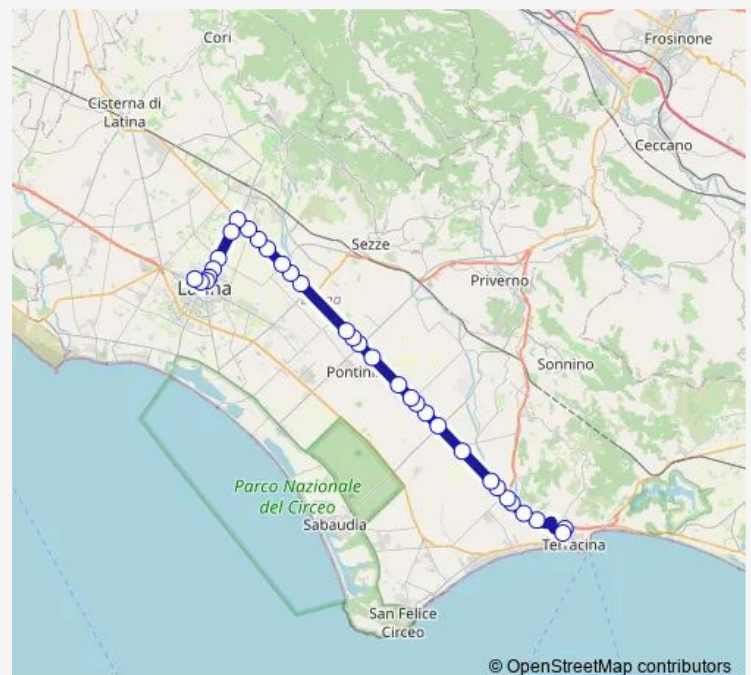 Cori
Frosinone
Cisterna di
Latina
Ceccano
Sezze
Priverno
Sonnino
Parco Nazionale
del Circeo
Sabaudia
Terracina
San Felice
Circeo
© OpenStreetMap contributors